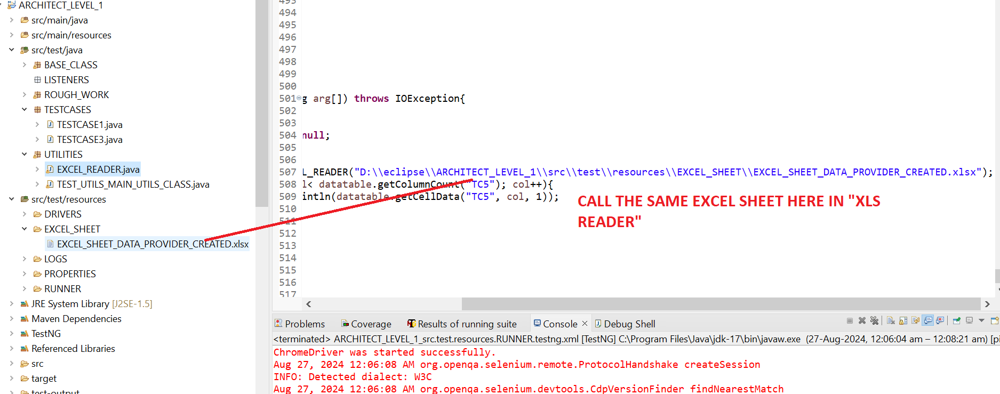 ARCHITECT_LEVEL_1
src/main/java
src/main/resources
src/test/java
BASE_CLASS
LISTENERS
ROUGH_WORK
TESTCASES
TESTCASE1.java
TESTCASE3.java
UTILITIES
EXCEL_READER.java
TEST_UTILS_MAIN_UTILS_CLASS.java
src/test/resources
DRIVERS
EXCEL_SHEET
EXCEL_SHEET_DATA_PROVIDER_CREATED.xlsx
LOGS
PROPERTIES
RUNNER
JRE System Library [J2SE-1.5]
Maven Dependencies
TestNG
Referenced Libraries
src
target
test-output
493
494
495
496
497
498
499
500
501 g arg[]) throws IOException{
502
503
504 null;
505
506
507 L_READER("D:\\eclipse\\ARCHITECT_LEVEL_1\\src\\test\\resources\\EXCEL_SHEET\\EXCEL_SHEET_DATA_PROVIDER_CREATED.xlsx");
508 l< datatable.getColumnCount("TC5"); col++){
509 intln(datatable.getCellData("TC5", col, 1));
510
511
512
513
514
515
516
517
CALL THE SAME EXCEL SHEET HERE IN "XLS
READER"
Problems Coverage Results of running suite Console Debug Shell
<terminated> ARCHITECT_LEVEL_1_src.test.resources.RUNNER.testng.xml [TestNG] C:\Program Files\Java\jdk-17\bin\javaw.exe (27-Aug-2024, 12:06:04 am – 12:08:21 am) [pi
ChromeDriver was started successfully.
Aug 27, 2024 12:06:08 AM org.openqa.selenium.remote.ProtocolHandshake createSession
INFO: Detected dialect: W3C
Aug 27, 2024 12:06:08 AM org.openqa.selenium.devtools.CdpVersionFinder findNearestMatch